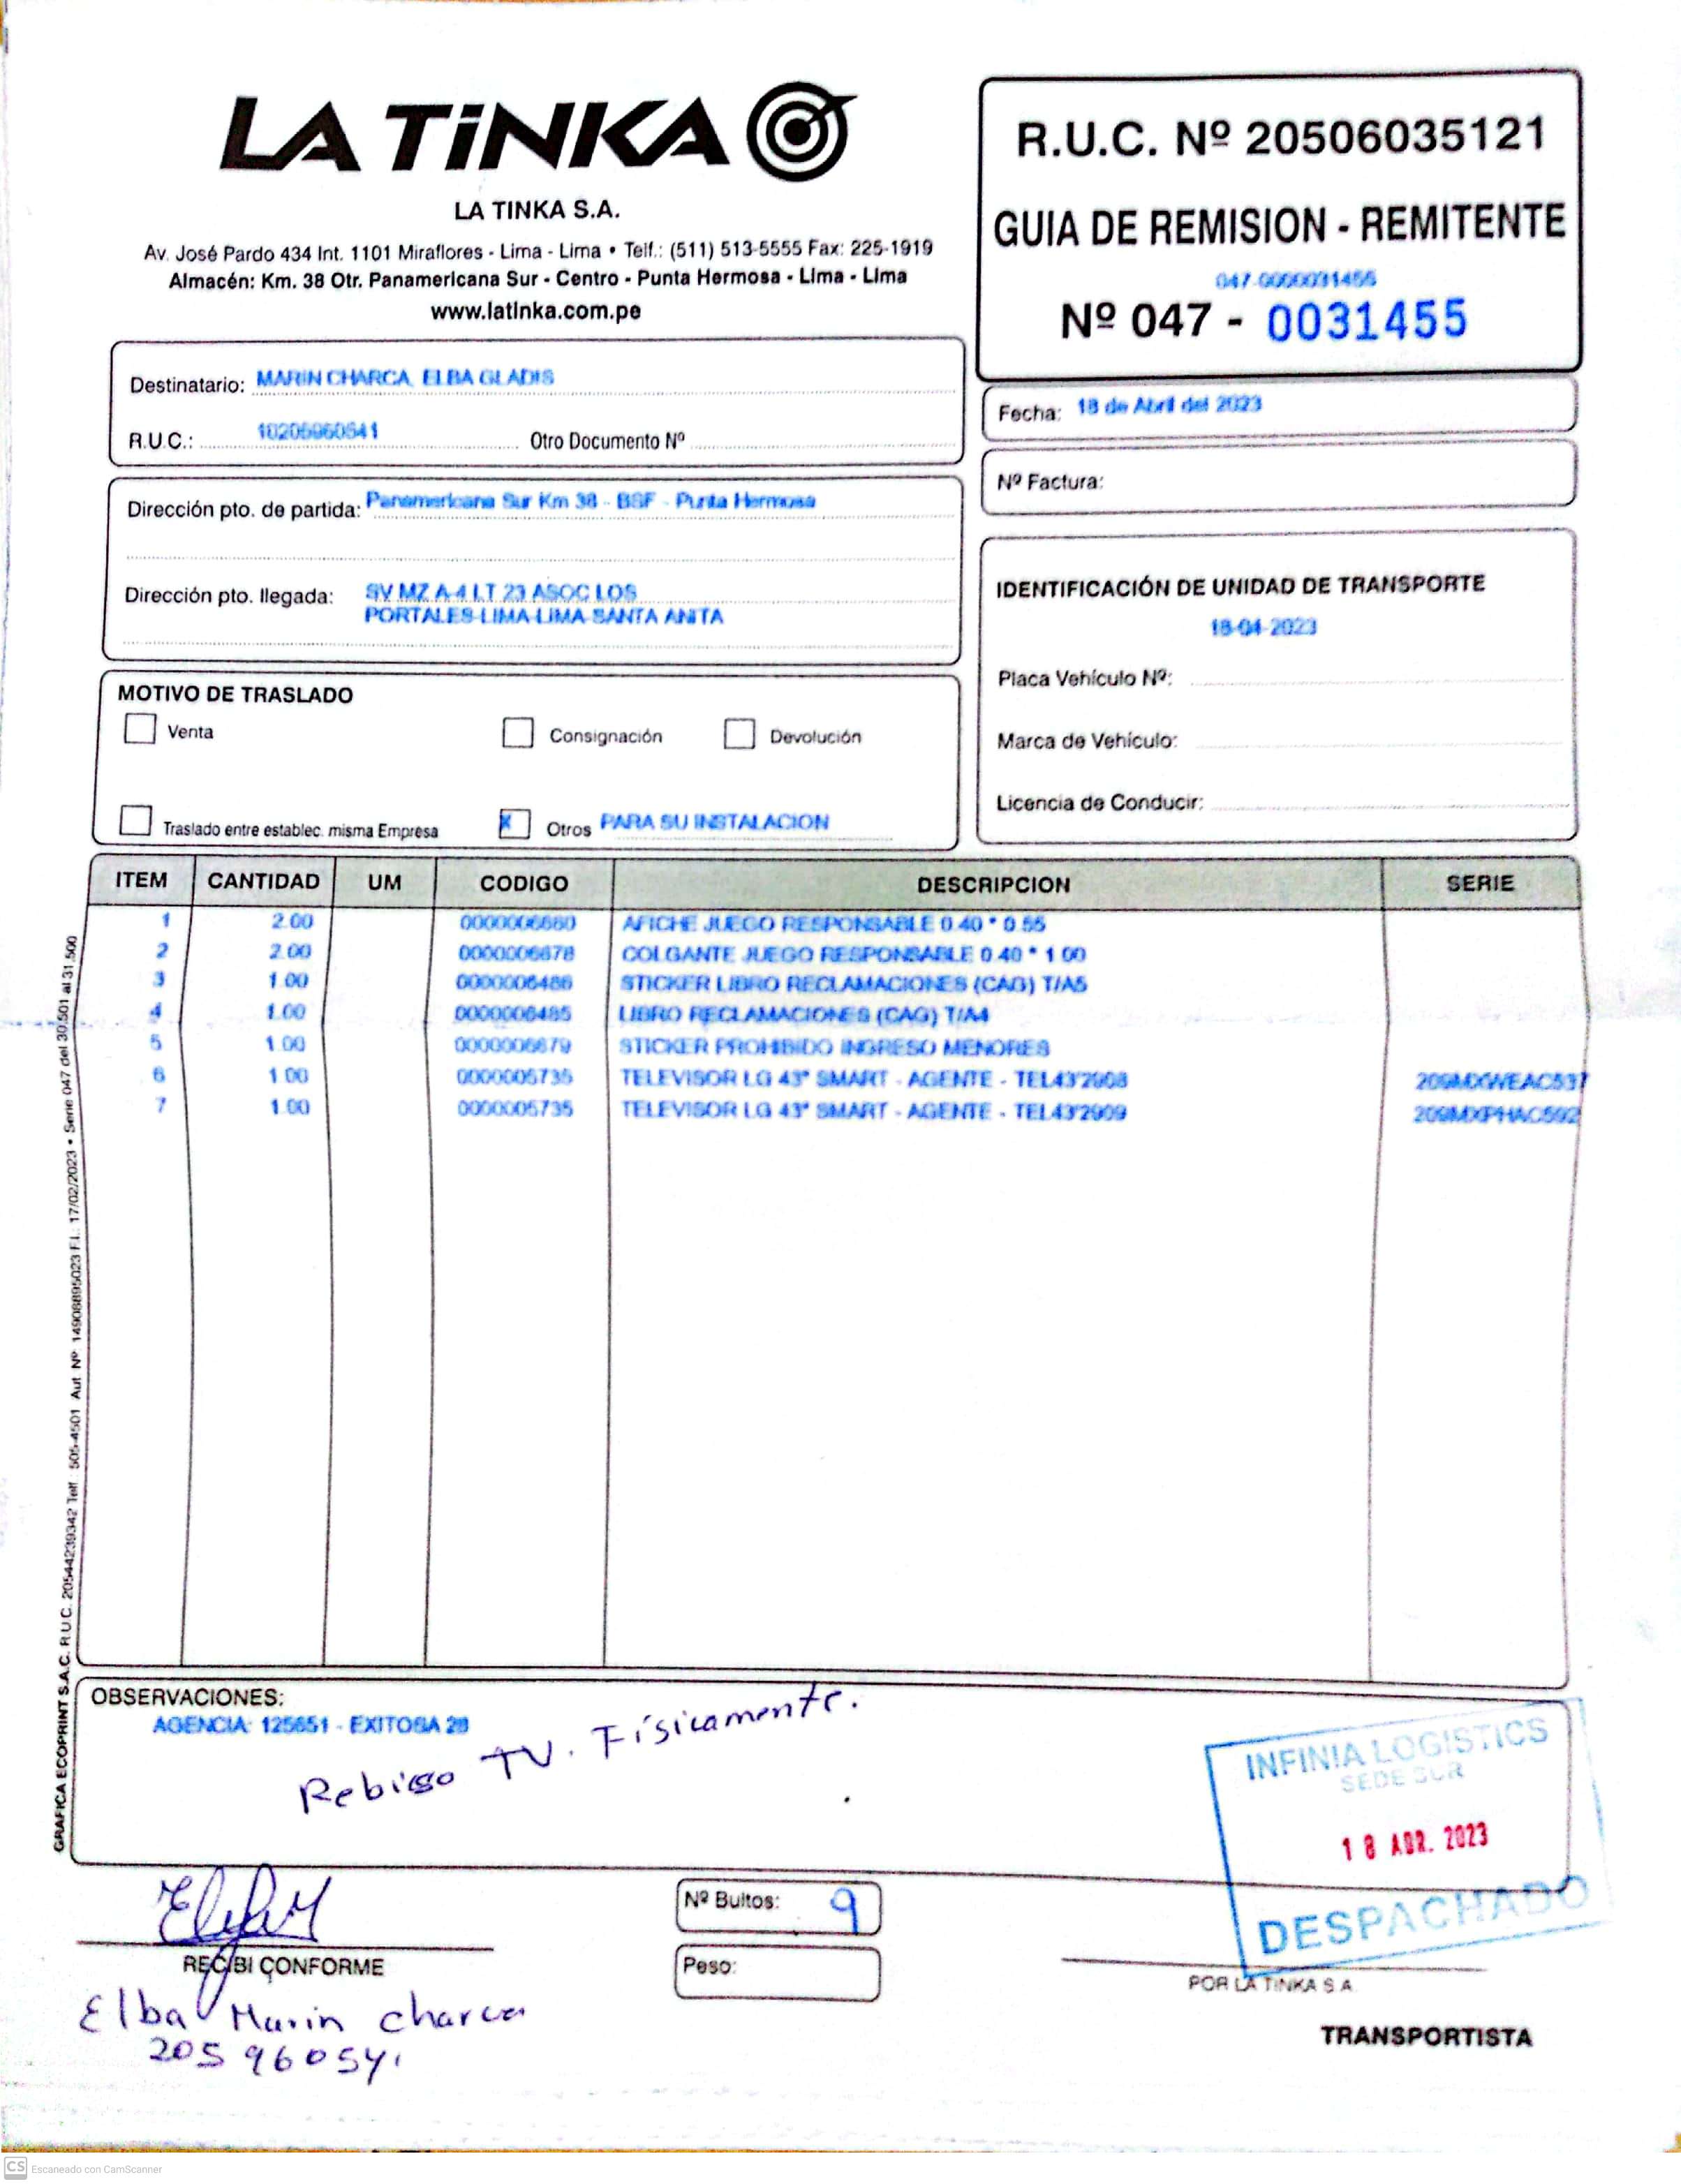 LA TiNKA
LA TINKA S.A.
Av. José Pardo 434 Int. 1101 Miraflores - Lima - Lima • Telf.: (511) 513-5555 Fax: 225-1919
Almacén: Km. 38 Otr. Panamericana Sur - Centro - Punta Hermosa - Lima - Lima
www.latinka.com.pe
R.U.C. Nº 20506035121
GUIA DE REMISION - REMITENTE
047-0000031455
Nº 047 - 0031455
Destinatario: MARIN CHARCA, ELBA GLADIS
R.U.C.: 10205960541 Otro Documento Nº
Fecha: 18 de Abril del 2023
Nº Factura:
Dirección pto. de partida: Panamericana Sur Km 38 - BSF - Punta Hermosa
Dirección pto. llegada: SV MZ A-4 LT 23 ASOC LOS
PORTALES-LIMA-LIMA-SANTA ANITA
IDENTIFICACIÓN DE UNIDAD DE TRANSPORTE
18-04-2023
Placa Vehículo Nº:
Marca de Vehículo:
Licencia de Conducir:
MOTIVO DE TRASLADO
Venta Consignación Devolución
Traslado entre establec. misma Empresa X Otros PARA SU INSTALACION
ITEM CANTIDAD UM CODIGO DESCRIPCION SERIE
1 2.00 0000006680 AFICHE JUEGO RESPONSABLE 0.40 * 0.55
2 2.00 0000006678 COLGANTE JUEGO RESPONSABLE 0.40 * 1.00
3 1.00 0000006486 STICKER LIBRO RECLAMACIONES (CAG) T/A5
4 1.00 0000006485 LIBRO RECLAMACIONES (CAG) T/A4
5 1.00 0000006679 STICKER PROHIBIDO INGRESO MENORES
6 1.00 0000005735 TELEVISOR LG 43" SMART - AGENTE - TEL43'2908 209MXWEAC537
7 1.00 0000005735 TELEVISOR LG 43" SMART - AGENTE - TEL43'2909 209MXPHAC592
GRAFICA ECOPRINT S.A.C. R.U.C. 20544239342 Telf.: 505-4501 Aut. Nº: 14908895023 F.I.: 17/02/2023 • Serie 047 del 30,501 al 31,500
OBSERVACIONES:
AGENCIA: 125651 - EXITOSA 28
Rebigo TV. Físicamente.
INFINIA LOGISTICS
SEDE SUR
18 ABR. 2023
DESPACHADO
RECIBI CONFORME
Elba Marin charca
205960541
Nº Bultos: 9
Peso:
POR LA TINKA S.A.
TRANSPORTISTA
CS Escaneado con CamScanner